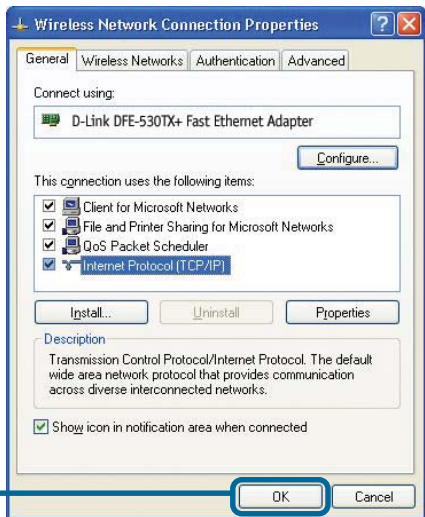 Wireless Network Connection Properties
General Wireless Networks Authentication Advanced
Connect using:
D-Link DFE-530TX+ Fast Ethernet Adapter
Configure...
This connection uses the following items:
Client for Microsoft Networks
File and Printer Sharing for Microsoft Networks
QoS Packet Scheduler
Internet Protocol (TCP/IP)
Install... Uninstall Properties
Description
Transmission Control Protocol/Internet Protocol. The default
wide area network protocol that provides communication
across diverse interconnected networks.
Show icon in notification area when connected
OK Cancel